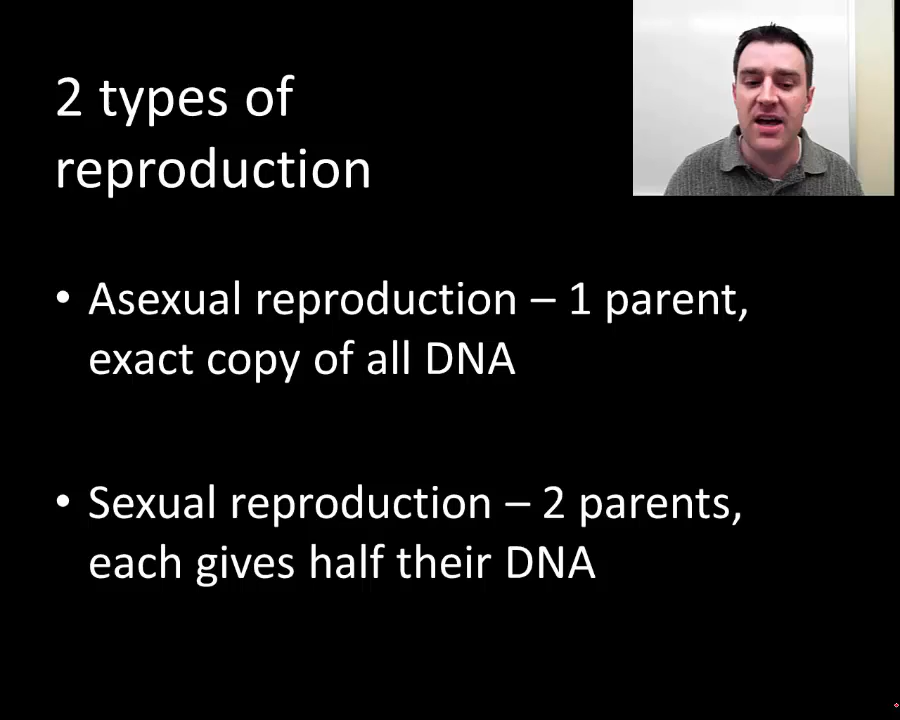 2 types of
reproduction
• Asexual reproduction – 1 parent,
exact copy of all DNA
• Sexual reproduction – 2 parents,
each gives half their DNA